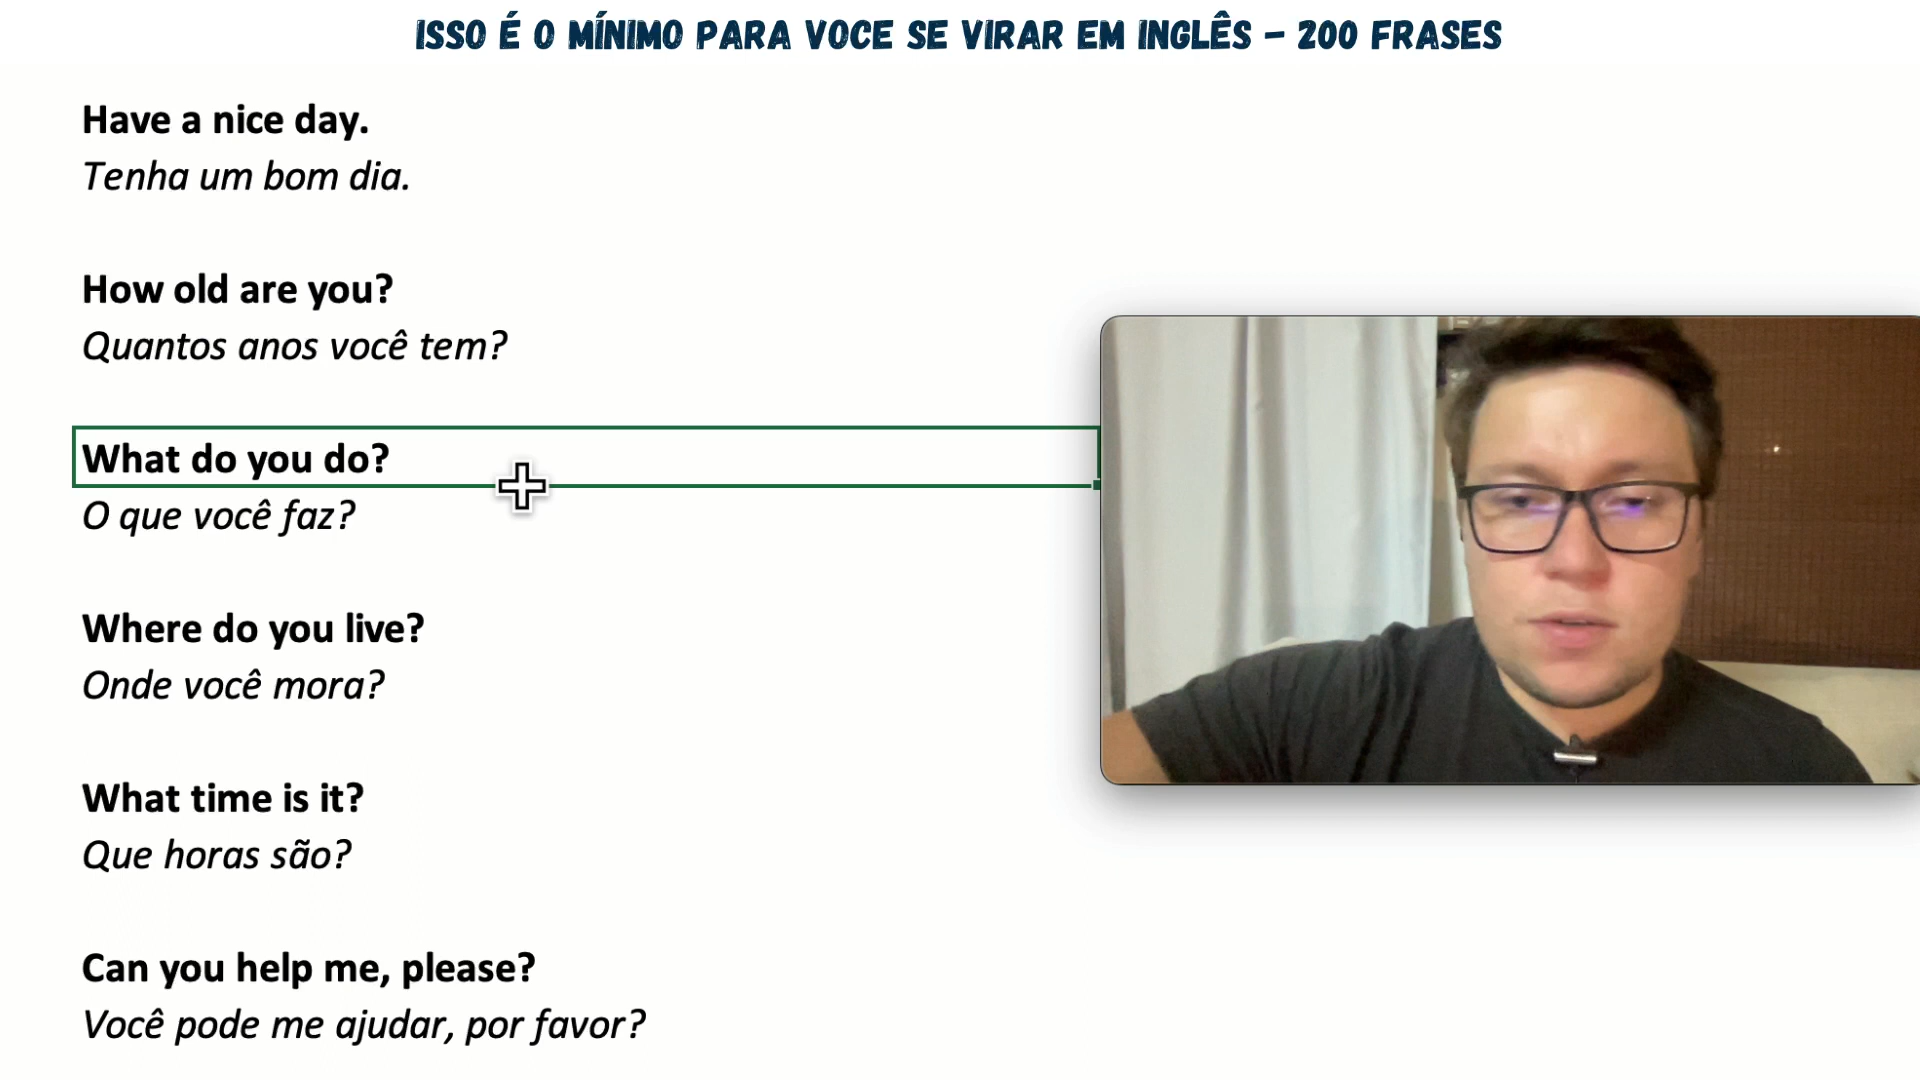 ISSO É O MÍNIMO PARA VOCE SE VIRAR EM INGLÊS – 200 FRASES
Have a nice day.
Tenha um bom dia.
How old are you?
Quantos anos você tem?
What do you do?
O que você faz?
Where do you live?
Onde você mora?
What time is it?
Que horas são?
Can you help me, please?
Você pode me ajudar, por favor?